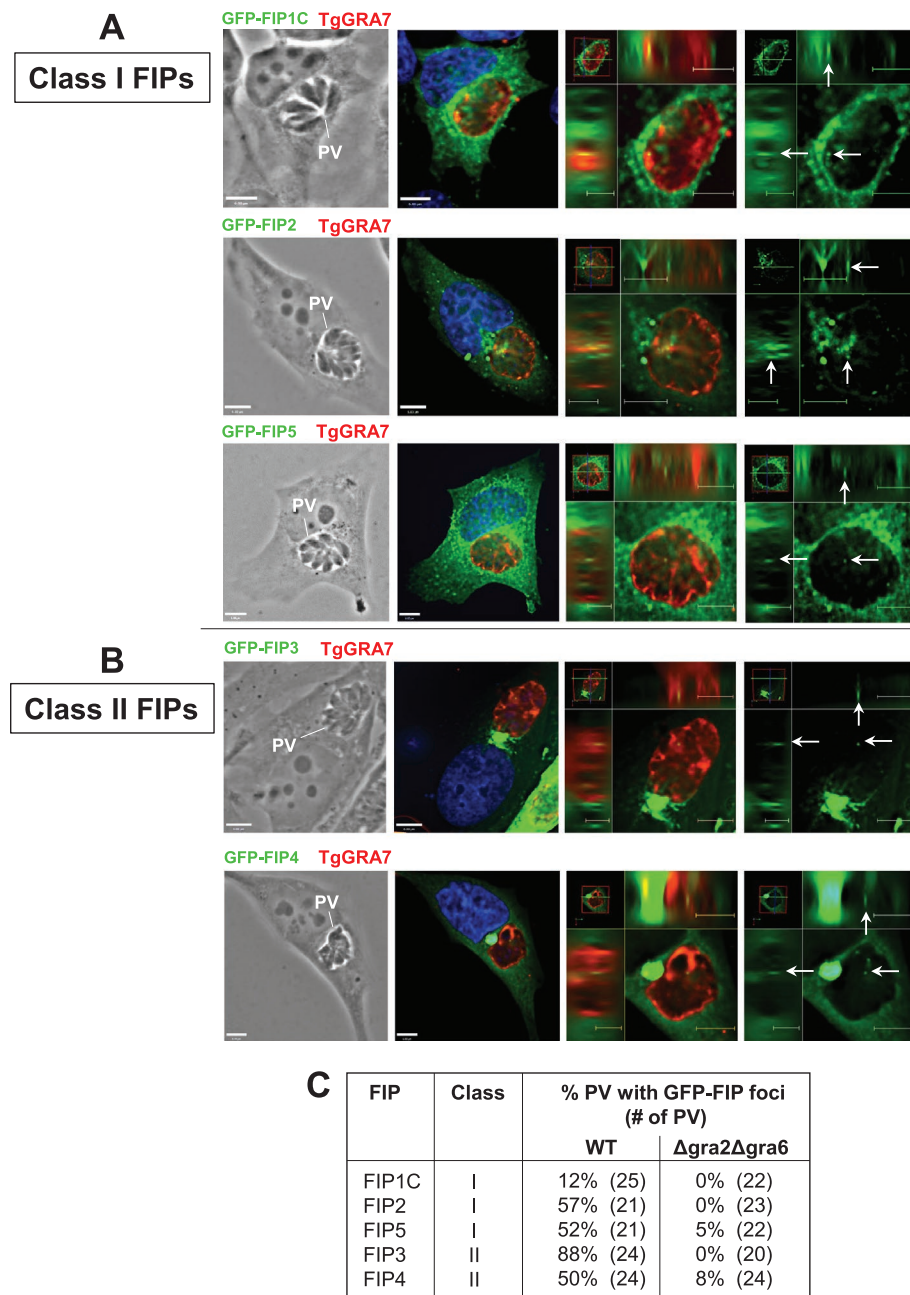 A
Class I FIPs
GFP-FIP1C TgGRA7
PV
GFP-FIP2 TgGRA7
PV
GFP-FIP5 TgGRA7
PV
B
Class II FIPs
GFP-FIP3 TgGRA7
PV
GFP-FIP4 TgGRA7
PV
C
FIP Class % PV with GFP-FIP foci
(# of PV)
WT Δgra2Δgra6
FIP1C I 12% (25) 0% (22)
FIP2 I 57% (21) 0% (23)
FIP5 I 52% (21) 5% (22)
FIP3 II 88% (24) 0% (20)
FIP4 II 50% (24) 8% (24)